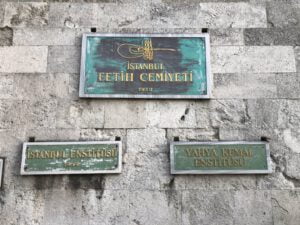 İSTANBUL
FETİH CEMİYETİ
İSTANBUL ENSTİTÜSÜ
YAHYA KEMAL
ENSTİTÜSÜ